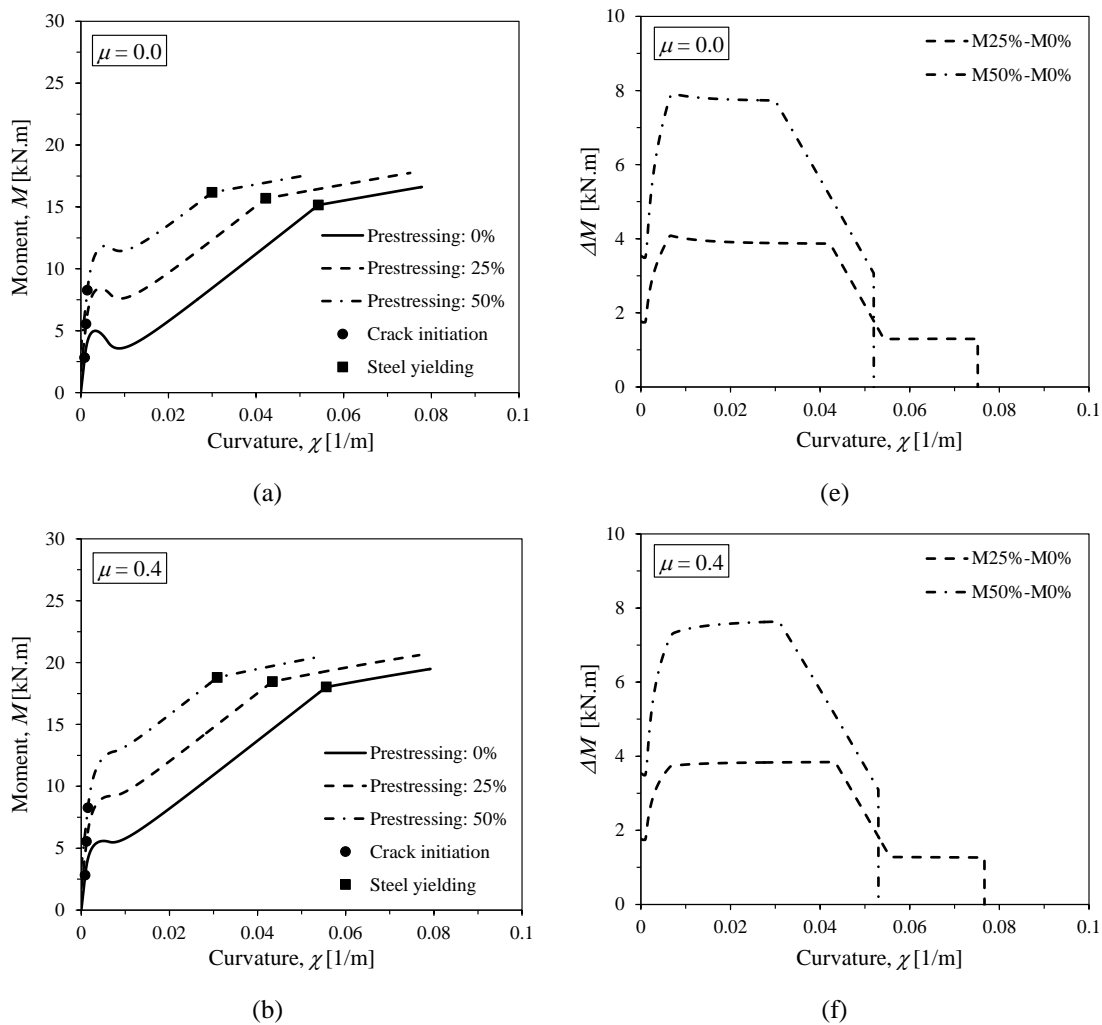 30
25
20
15
10
5
0
Moment, M [kN.m]
μ = 0.0
Prestressing: 0%
Prestressing: 25%
Prestressing: 50%
Crack initiation
Steel yielding
0 0.02 0.04 0.06 0.08 0.1
Curvature, χ [1/m]
(a)
10
8
6
4
2
0
ΔM [kN.m]
μ = 0.0
M25%-M0%
M50%-M0%
0 0.02 0.04 0.06 0.08 0.1
Curvature, χ [1/m]
(e)
30
25
20
15
10
5
0
Moment, M [kN.m]
μ = 0.4
Prestressing: 0%
Prestressing: 25%
Prestressing: 50%
Crack initiation
Steel yielding
0 0.02 0.04 0.06 0.08 0.1
Curvature, χ [1/m]
(b)
10
8
6
4
2
0
ΔM [kN.m]
μ = 0.4
M25%-M0%
M50%-M0%
0 0.02 0.04 0.06 0.08 0.1
Curvature, χ [1/m]
(f)